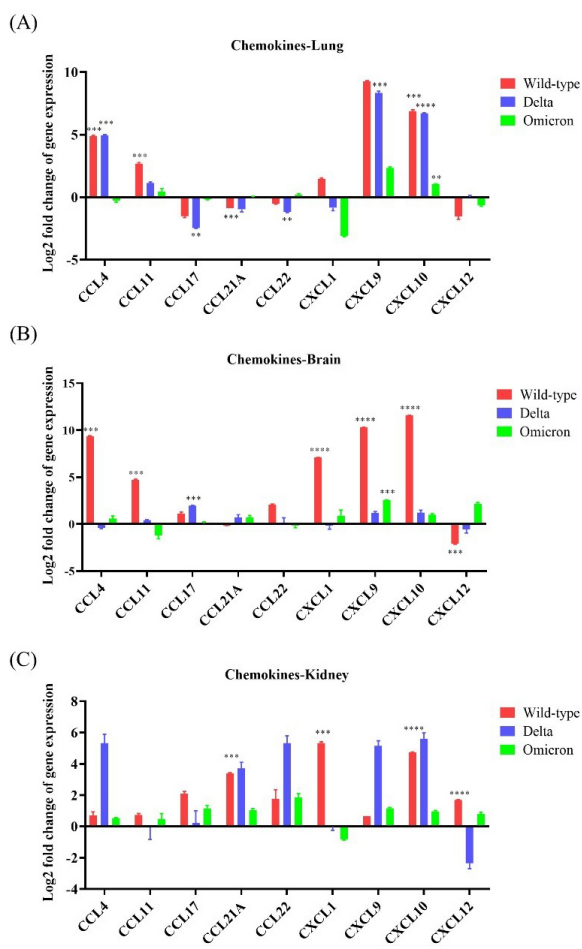 (A)
Chemokines-Lung
Log2 fold change of gene expression
10
5
0
-5
*** *** *** ** *** ** *** *** **** **
Wild-type
Delta
Omicron
CCL4 CCL11 CCL17 CCL21A CCL22 CXCL1 CXCL9 CXCL10 CXCL12
(B)
Chemokines-Brain
Log2 fold change of gene expression
15
10
5
0
-5
*** *** *** **** **** *** **** ***
Wild-type
Delta
Omicron
CCL4 CCL11 CCL17 CCL21A CCL22 CXCL1 CXCL9 CXCL10 CXCL12
(C)
Chemokines-Kidney
Log2 fold change of gene expression
8
6
4
2
0
-2
-4
*** *** **** ****
Wild-type
Delta
Omicron
CCL4 CCL11 CCL17 CCL21A CCL22 CXCL1 CXCL9 CXCL10 CXCL12